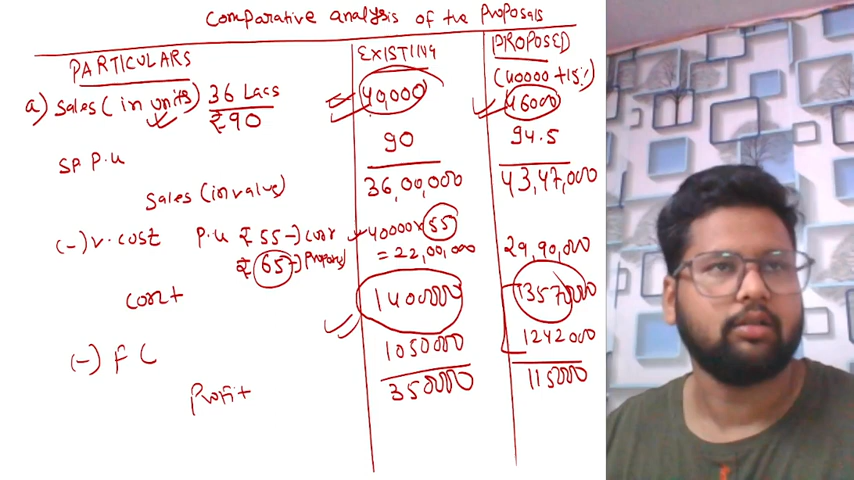 Comparative analysis of the Proposals
PARTICULARS EXISTING PROPOSED
(40000 + 15%)
a) Sales (in units) 36 Lacs 40,000 46000
₹90
SP P.U 90 94.5
Sales (in value) 36,00,000 43,47,000
(-) v. cost P.U ₹ 55 → Curr 40000 × 55
₹ 65 → = 22,00,000 29,90,000
cont 1400000 1357000
(-) F C 1050000 1242000
Profit 350000 115000